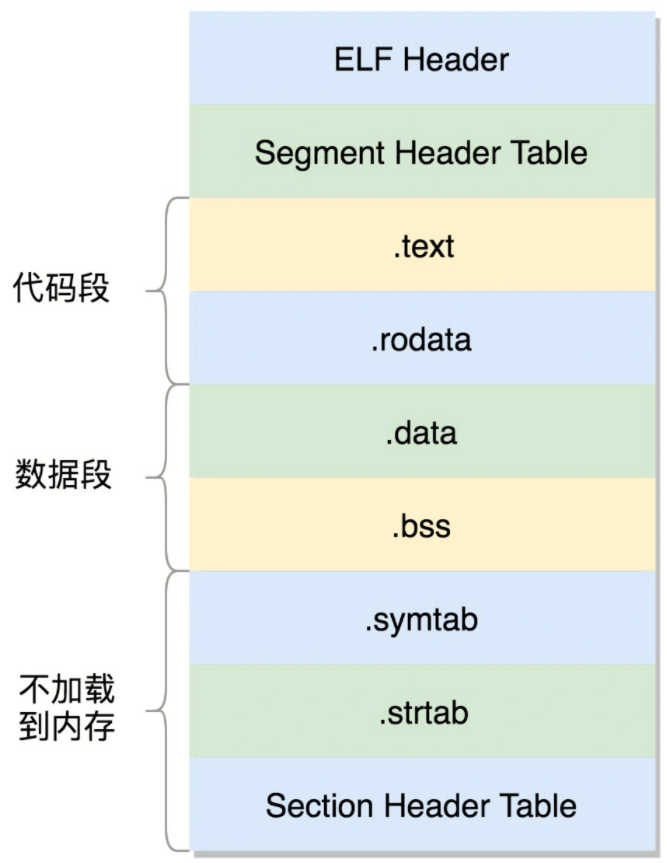 ELF Header
Segment Header Table
代码段
.text
.rodata
数据段
.data
.bss
不加载
到内存
.symtab
.strtab
Section Header Table